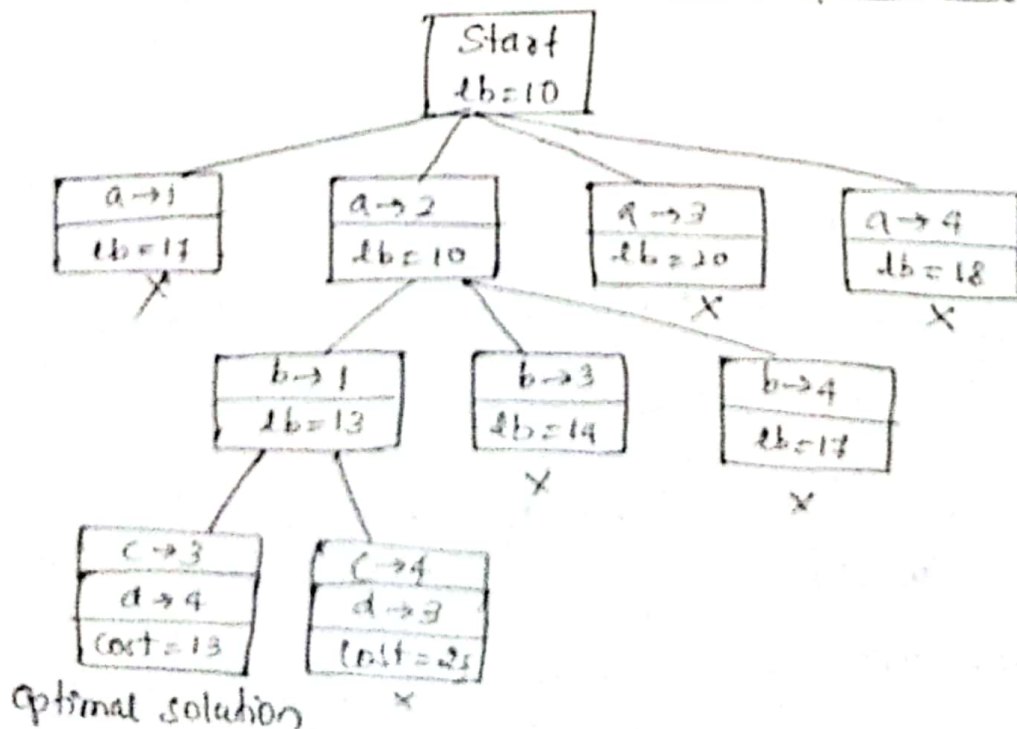 Start
lb=10
a→1
lb=17
X
a→2
lb=10
a→3
lb=20
X
a→4
lb=18
X
b→1
lb=13
b→3
lb=14
X
b→4
lb=17
X
c→3
d→4
Cost=13
optimal solution
c→4
d→3
Cost=25
X